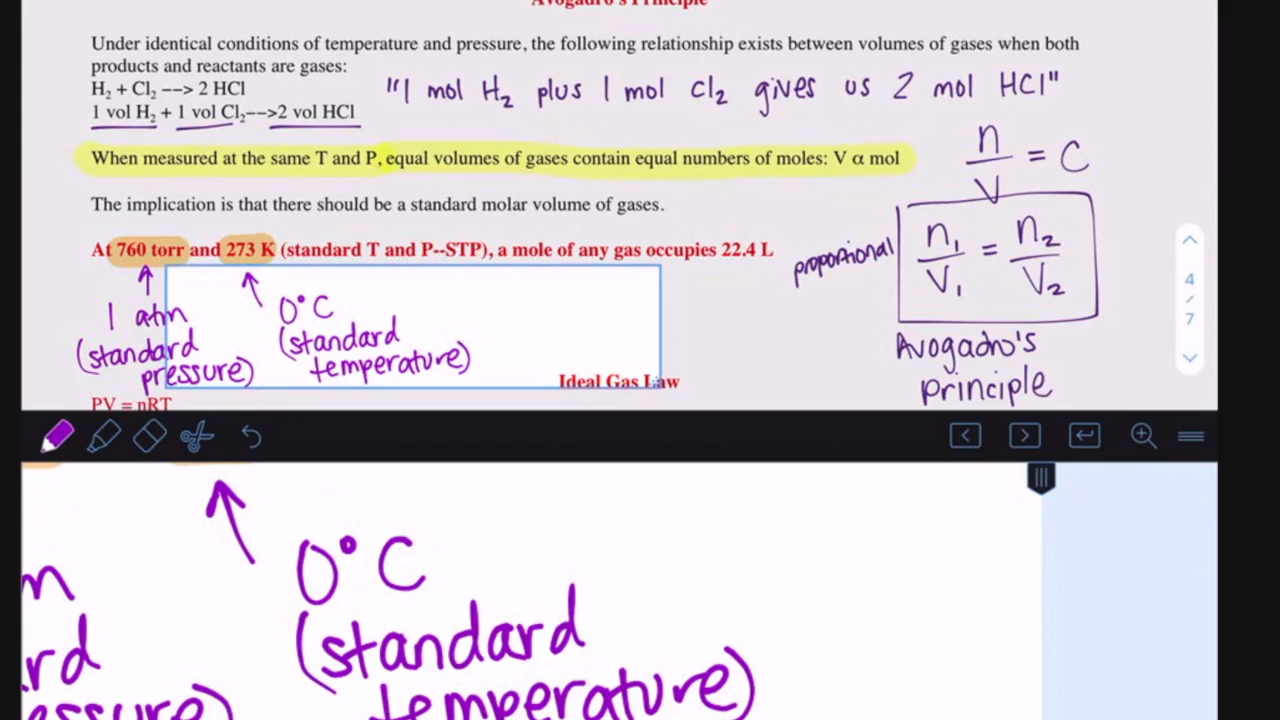 Avogadro's Principle
Under identical conditions of temperature and pressure, the following relationship exists between volumes of gases when both
products and reactants are gases:
H₂ + Cl₂ --> 2 HCl
"1 mol H₂ plus 1 mol Cl₂ gives us 2 mol HCl"
1 vol H₂ + 1 vol Cl₂-->2 vol HCl
When measured at the same T and P, equal volumes of gases contain equal numbers of moles: V α mol
n/V = C
The implication is that there should be a standard molar volume of gases.
At 760 torr and 273 K (standard T and P--STP), a mole of any gas occupies 22.4 L
proportional
n₁/V₁ = n₂/V₂
Avogadro's
principle
1 atm
(standard
pressure)
0°C
(standard
temperature)
Ideal Gas Law
PV = nRT
4
/
7
0°C
(standard
temperature)